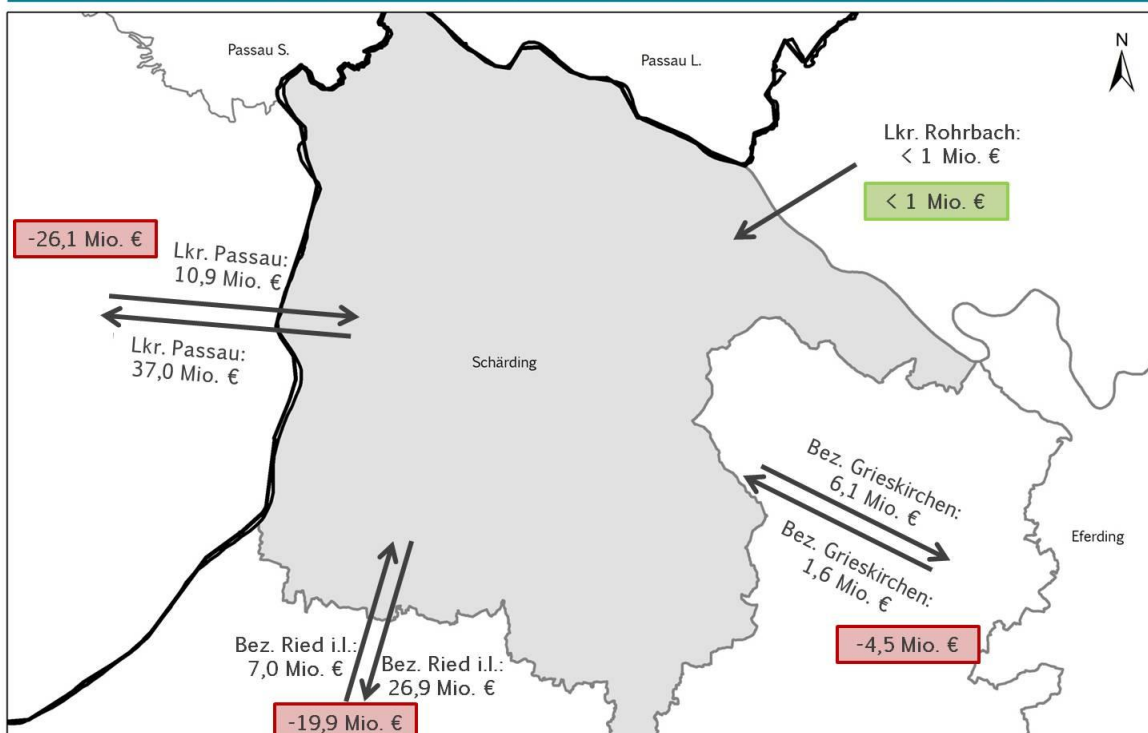 Passau S.
Passau L.
N
Lkr. Rohrbach:
< 1 Mio. €
< 1 Mio. €
-26,1 Mio. €
Lkr. Passau:
10,9 Mio. €
Lkr. Passau:
37,0 Mio. €
Schärding
Bez. Grieskirchen:
6,1 Mio. €
Bez. Grieskirchen:
1,6 Mio. €
Eferding
-4,5 Mio. €
Bez. Ried i.I.:
7,0 Mio. €
Bez. Ried i.I.:
26,9 Mio. €
-19,9 Mio. €